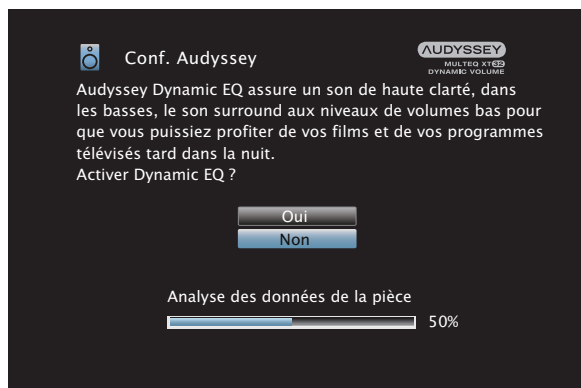 Conf. Audyssey
AUDYSSEY
MULTEQ XT32
DYNAMIC VOLUME
Audyssey Dynamic EQ assure un son de haute clarté, dans
les basses, le son surround aux niveaux de volumes bas pour
que vous puissiez profiter de vos films et de vos programmes
télévisés tard dans la nuit.
Activer Dynamic EQ ?
Oui
Non
Analyse des données de la pièce
50%